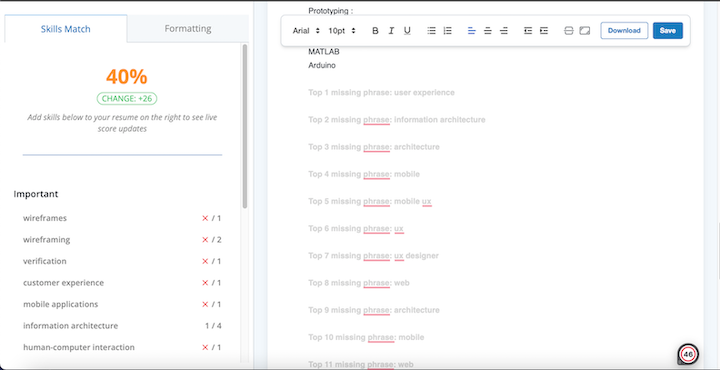 Skills Match
Formatting
40%
CHANGE: +26
Add skills below to your resume on the right to see live
score updates
Important
wireframes ✕ / 1
wireframing ✕ / 2
verification ✕ / 1
customer experience ✕ / 1
mobile applications ✕ / 1
information architecture 1 / 4
human-computer interaction ✕ / 1
Prototyping :
Arial 10pt B I U Download Save
MATLAB
Arduino
Top 1 missing phrase: user experience
Top 2 missing phrase: information architecture
Top 3 missing phrase: architecture
Top 4 missing phrase: mobile
Top 5 missing phrase: mobile ux
Top 6 missing phrase: ux
Top 7 missing phrase: ux designer
Top 8 missing phrase: web
Top 9 missing phrase: architecture
Top 10 missing phrase: mobile
Top 11 missing phrase: web
46